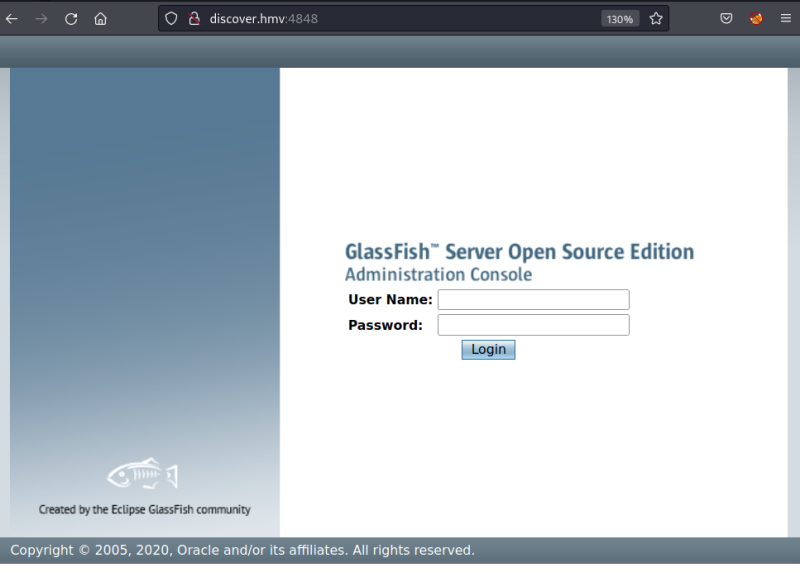 discover.hmv:4848
130%
GlassFish™ Server Open Source Edition
Administration Console
User Name:
Password:
Login
Created by the Eclipse GlassFish community
Copyright © 2005, 2020, Oracle and/or its affiliates. All rights reserved.